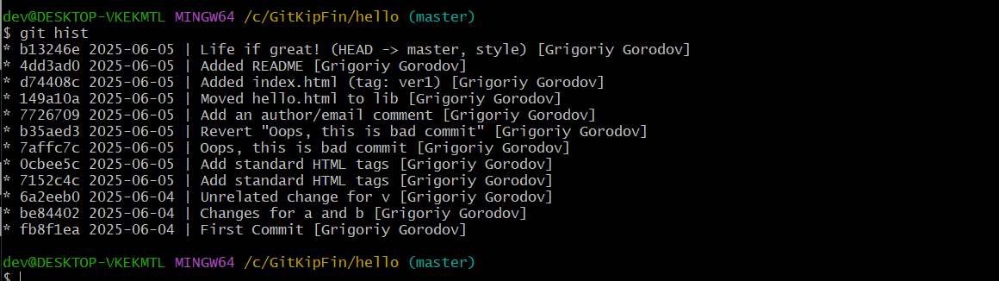 dev@DESKTOP-VKEKMTL MINGW64 /c/GitKipFin/hello (master)
$ git hist
* b13246e 2025-06-05 | Life if great! (HEAD -> master, style) [Grigoriy Gorodov]
* 4dd3ad0 2025-06-05 | Added README [Grigoriy Gorodov]
* d74408c 2025-06-05 | Added index.html (tag: ver1) [Grigoriy Gorodov]
* 149a10a 2025-06-05 | Moved hello.html to lib [Grigoriy Gorodov]
* 7726709 2025-06-05 | Add an author/email comment [Grigoriy Gorodov]
* b35aed3 2025-06-05 | Revert "Oops, this is bad commit" [Grigoriy Gorodov]
* 7affc7c 2025-06-05 | Oops, this is bad commit [Grigoriy Gorodov]
* 0cbee5c 2025-06-05 | Add standard HTML tags [Grigoriy Gorodov]
* 7152c4c 2025-06-05 | Add standard HTML tags [Grigoriy Gorodov]
* 6a2eeb0 2025-06-04 | Unrelated change for v [Grigoriy Gorodov]
* be84402 2025-06-04 | Changes for a and b [Grigoriy Gorodov]
* fb8f1ea 2025-06-04 | First Commit [Grigoriy Gorodov]
dev@DESKTOP-VKEKMTL MINGW64 /c/GitKipFin/hello (master)
$